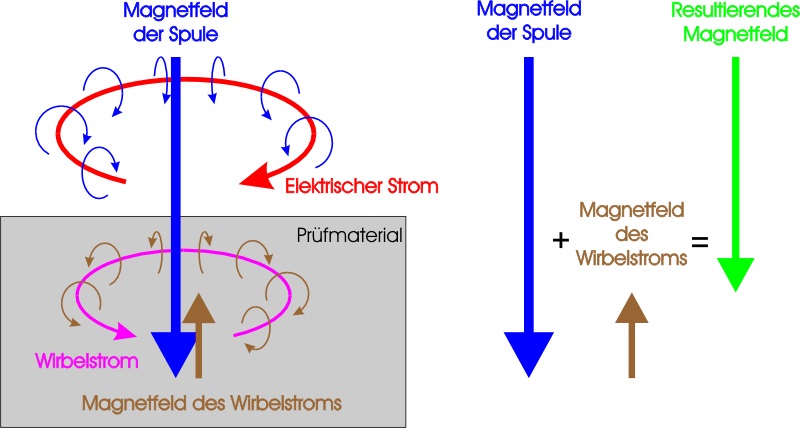 Magnetfeld
der Spule
Elektrischer Strom
Prüfmaterial
Wirbelstrom
Magnetfeld des Wirbelstroms
Magnetfeld
der Spule
+
Magnetfeld
des
Wirbelstroms
=
Resultierendes
Magnetfeld